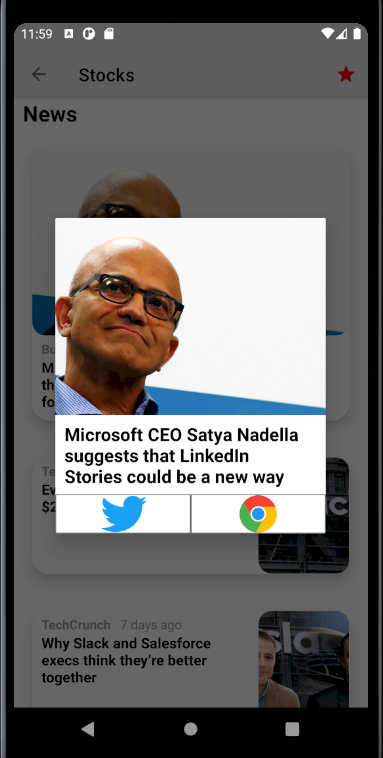 11:59
Stocks
News
Bu
M
th
fo
Microsoft CEO Satya Nadella
suggests that LinkedIn
Stories could be a new way
Te
Ev
$2
TechCrunch 7 days ago
Why Slack and Salesforce
execs think they're better
together